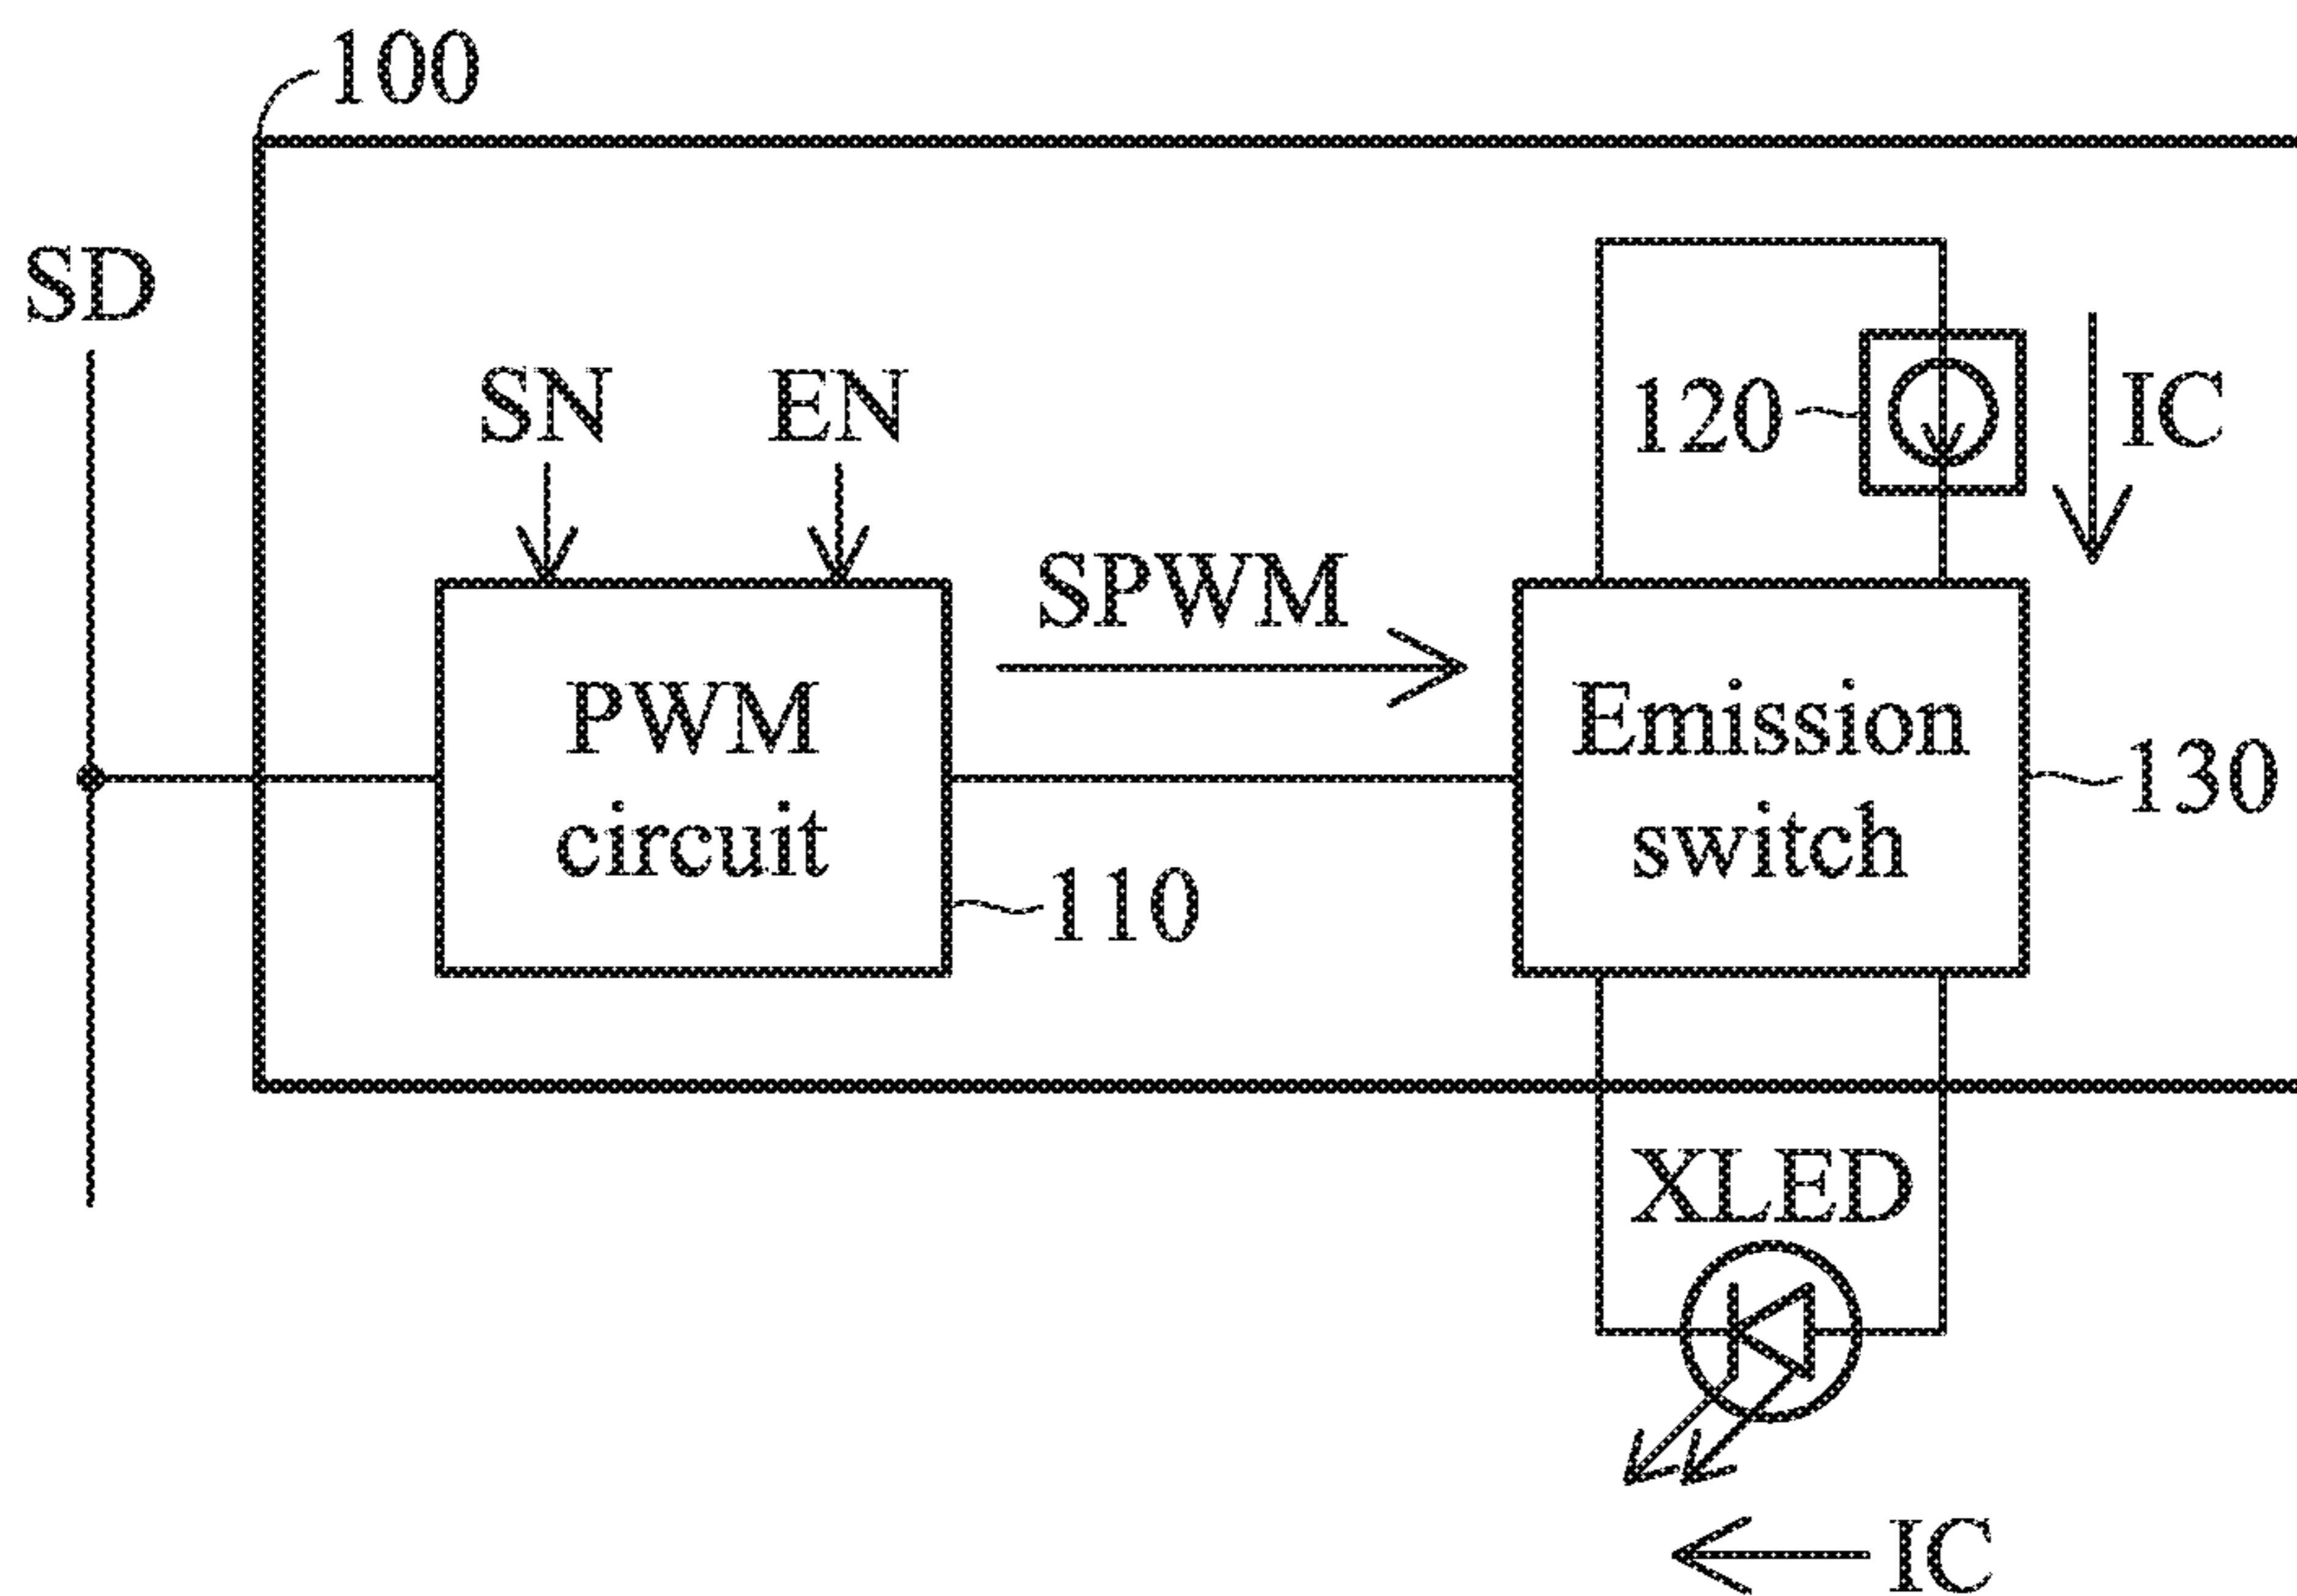 100
SD
SN
EN
120
IC
SPWM
PWM
circuit
Emission
switch
130
110
XLED
IC